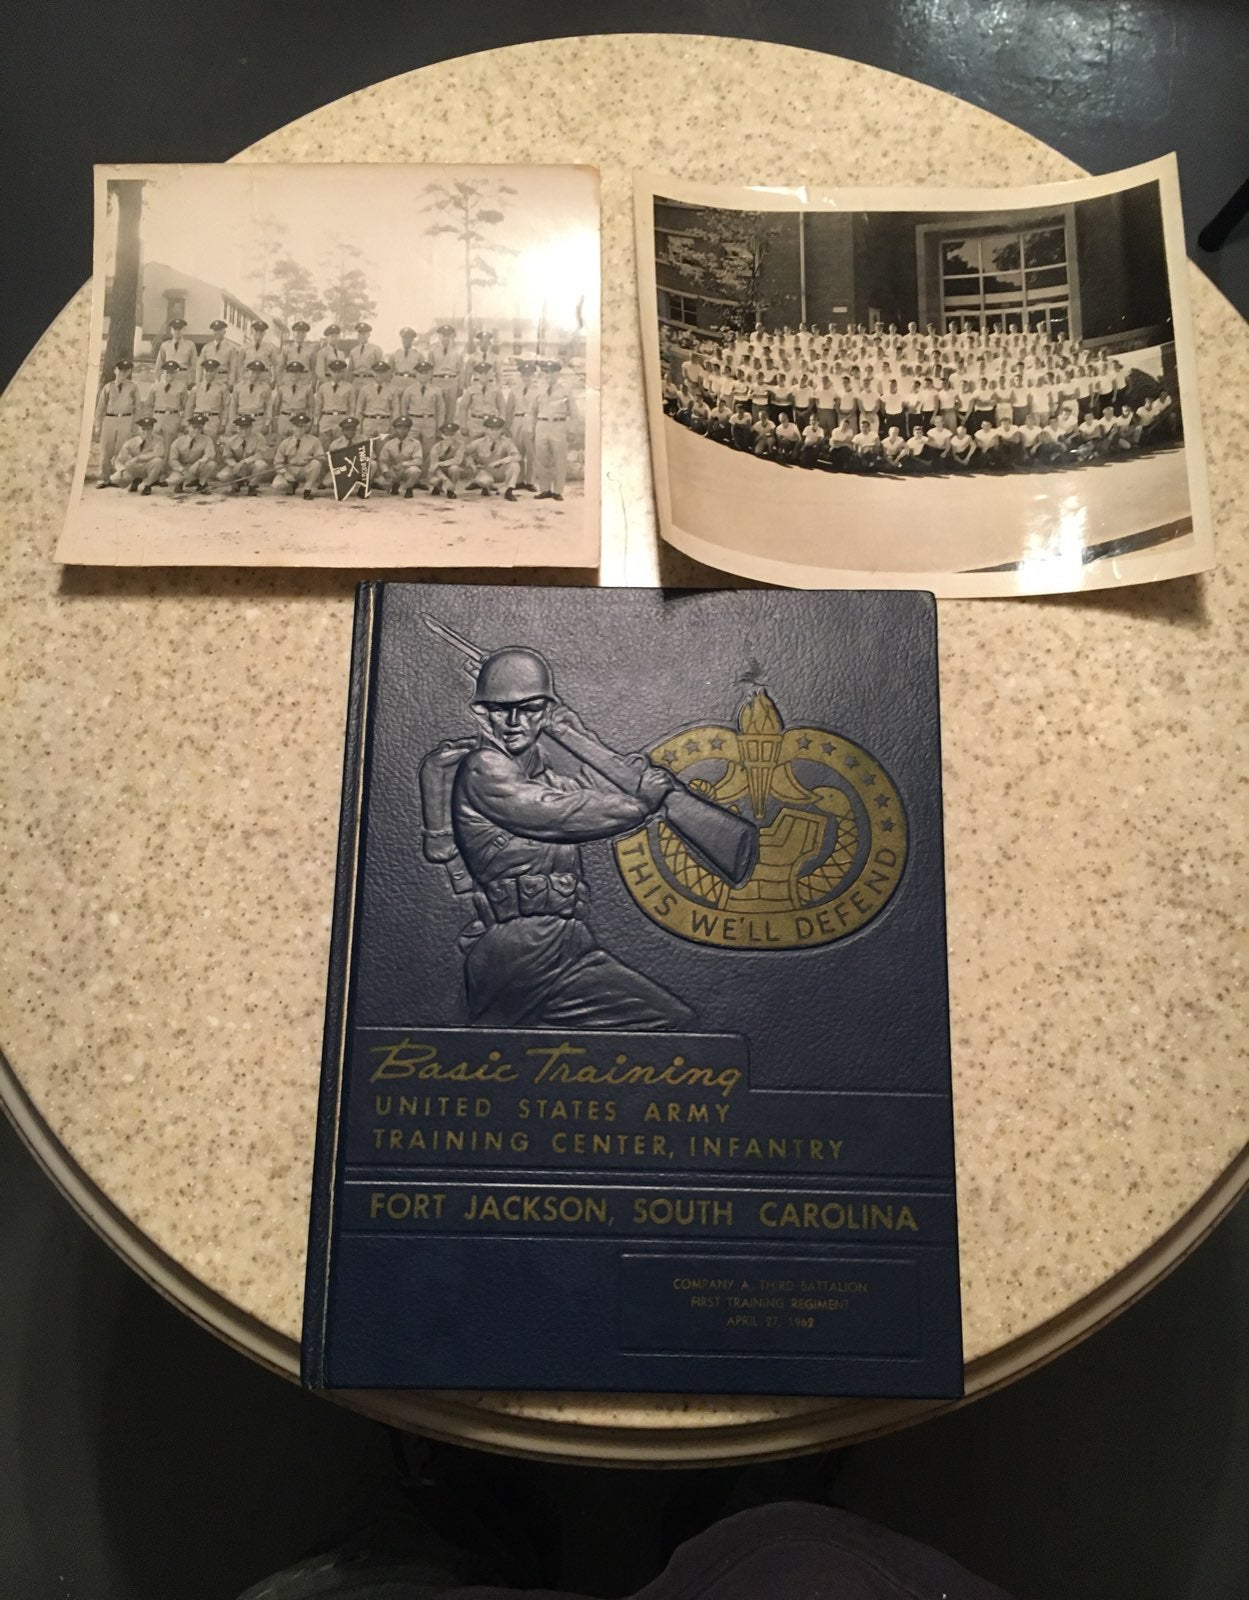 THIS WE'LL DEFEND
Basic Training
UNITED STATES ARMY
TRAINING CENTER, INFANTRY
FORT JACKSON, SOUTH CAROLINA
COMPANY A, THIRD BATTALION
FIRST TRAINING REGIMENT
APRIL 27, 1962